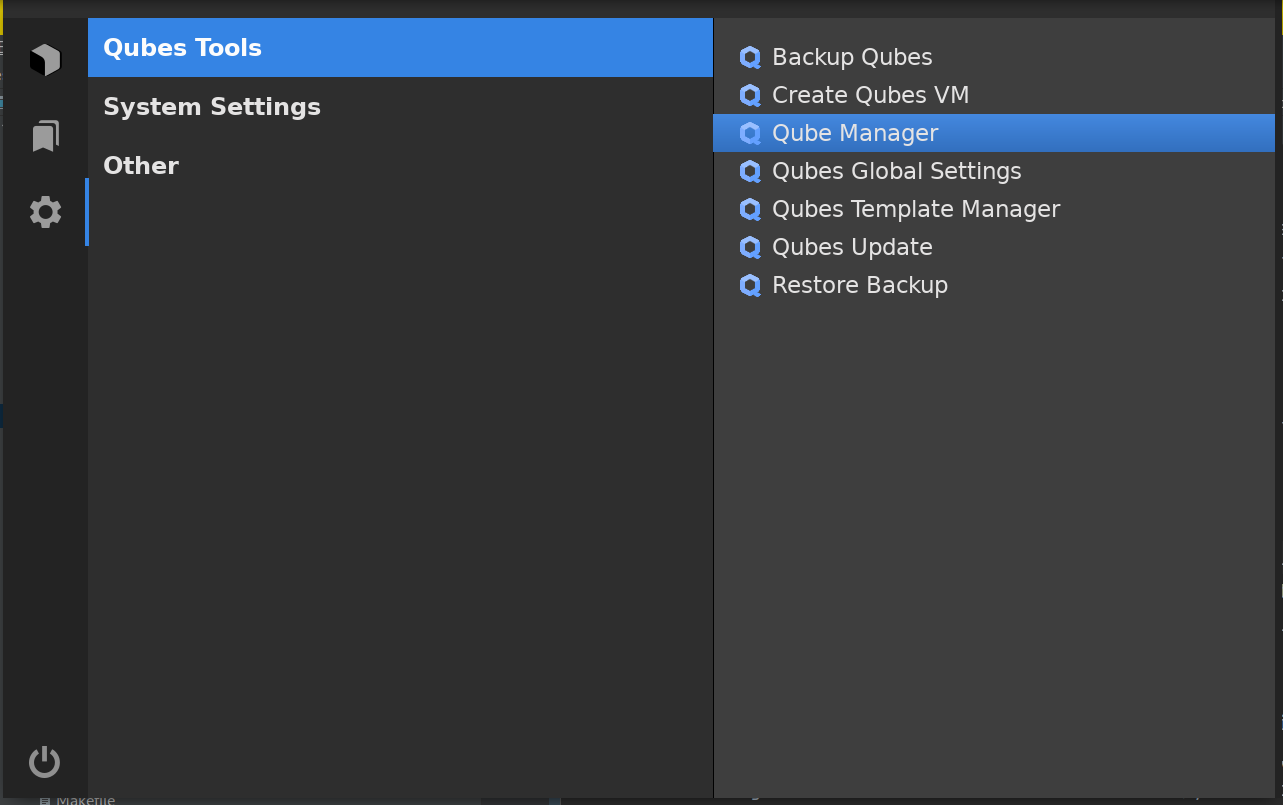 Qubes Tools
System Settings
Other
Backup Qubes
Create Qubes VM
Qube Manager
Qubes Global Settings
Qubes Template Manager
Qubes Update
Restore Backup
Makefile